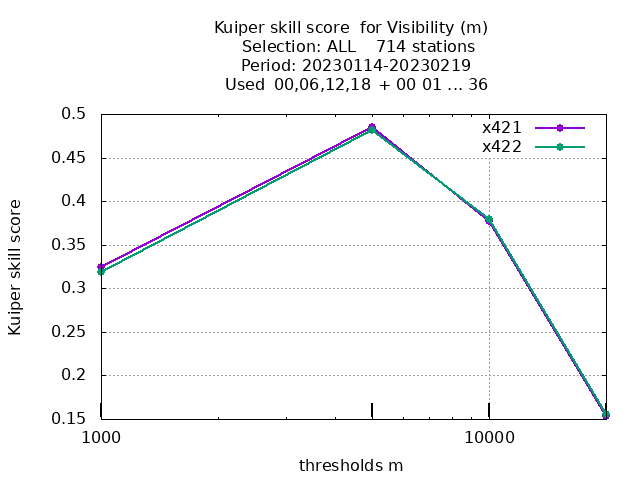 Kuiper skill score  for Visibility (m)
Selection: ALL    714 stations
Period: 20230114-20230219
Used  00,06,12,18  + 00 01 ... 36
x421
x422
0.5
0.45
0.4
0.35
0.3
0.25
0.2
0.15
Kuiper skill score
1000
10000
thresholds m